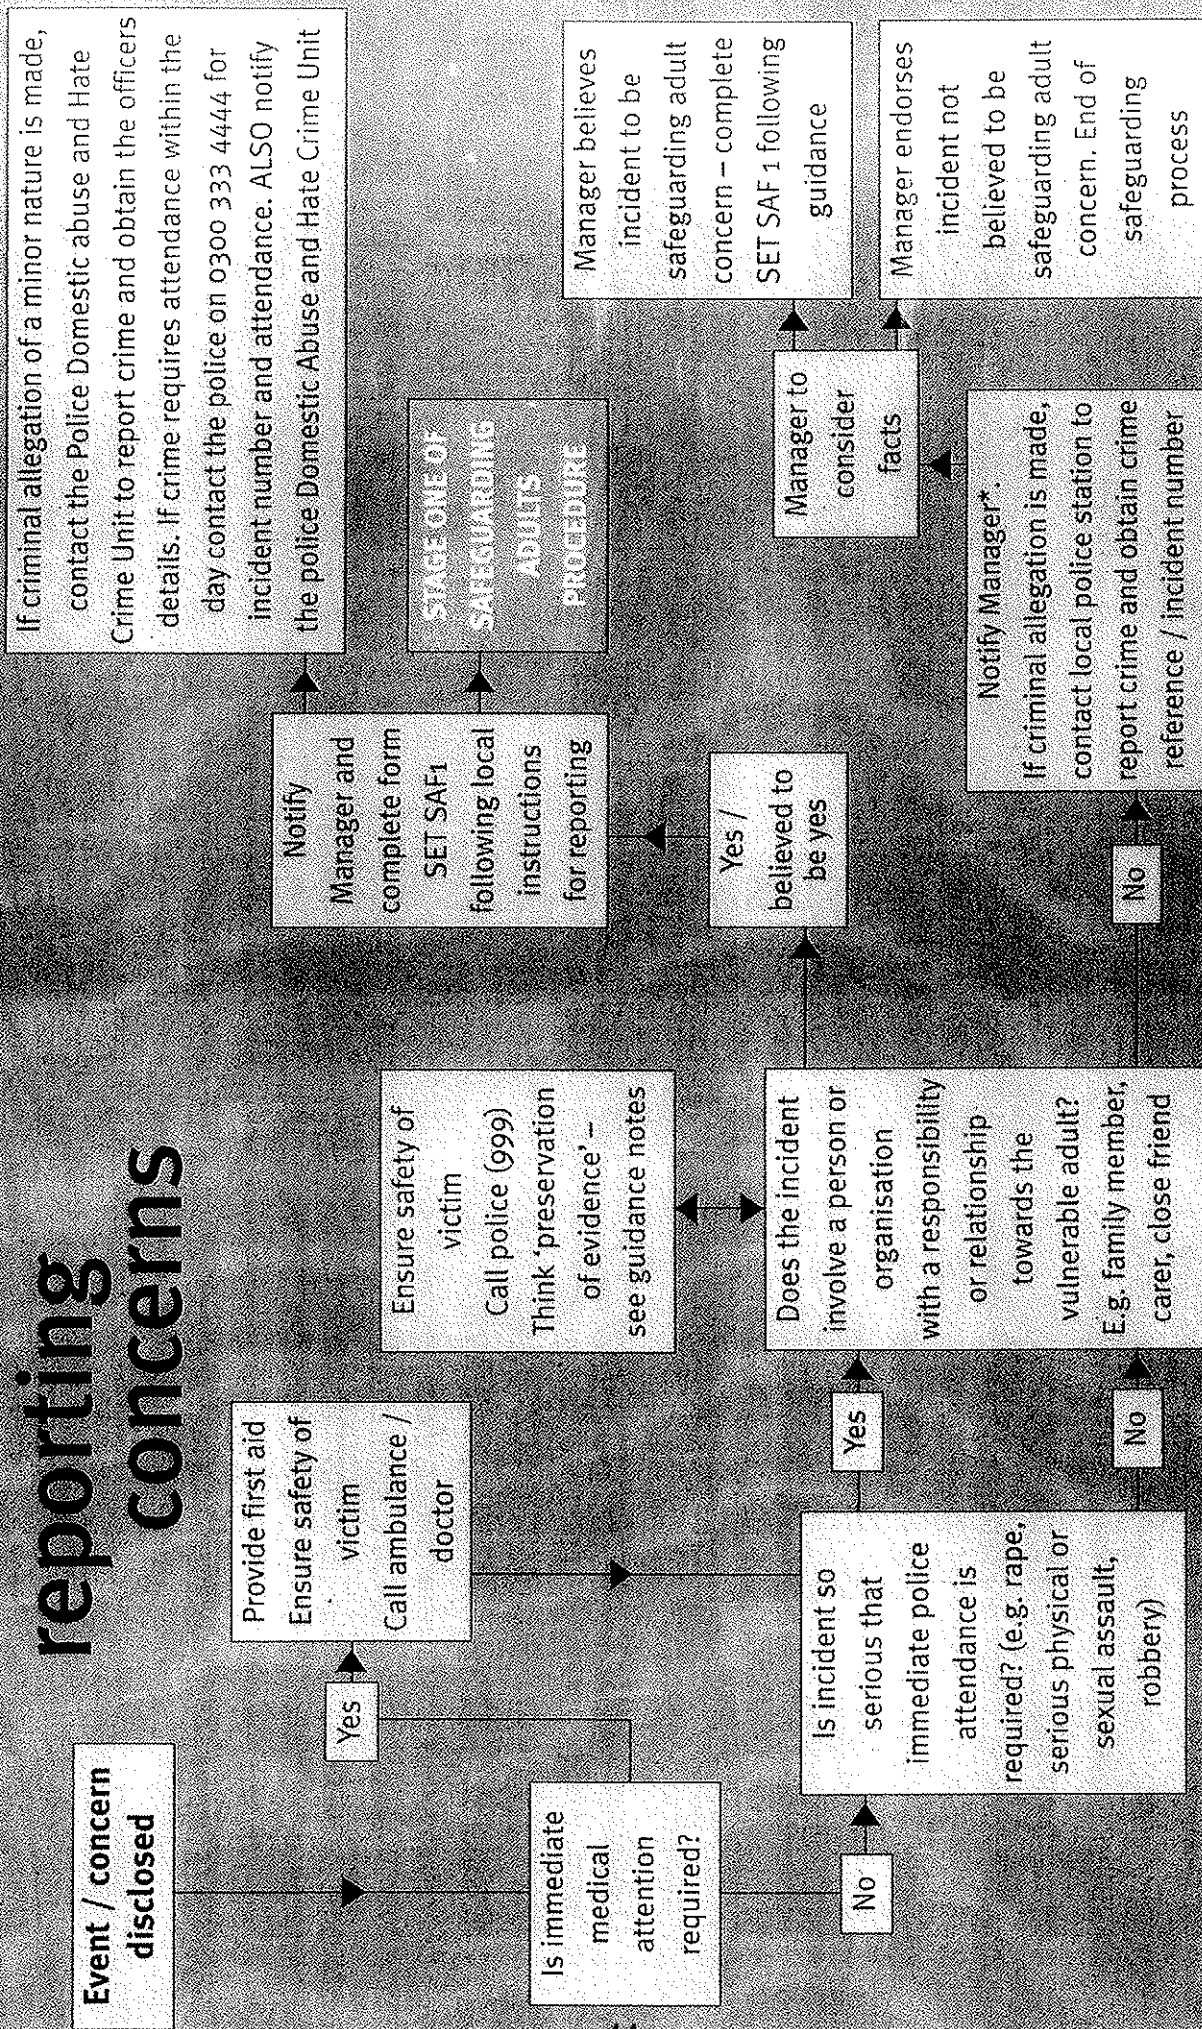 reporting
concerns
Event / concern
disclosed
Is immediate
medical
attention
required?
Yes
No
Provide first aid
Ensure safety of
victim
Call ambulance /
doctor
Is incident so
serious that
immediate police
attendance is
required? (e.g. rape,
serious physical or
sexual assault,
robbery)
Yes
No
Ensure safety of
victim
Call police (999)
Think ‘preservation
of evidence’ –
see guidance notes
Does the incident
involve a person or
organisation
with a responsibility
or relationship
towards the
vulnerable adult?
E.g. family member,
carer, close friend
Yes /
believed to
be yes
No
Notify
Manager and
complete form
SET SAF1
following local
instructions
for reporting
If criminal allegation of a minor nature is made,
contact the Police Domestic abuse and Hate
Crime Unit to report crime and obtain the officers
details. If crime requires attendance within the
day contact the police on 0300 333 4444 for
incident number and attendance. ALSO notify
the police Domestic Abuse and Hate Crime Unit
STAGE ONE OF
SAFEGUARDING
ADULTS
PROCEDURE
Notify Manager*.
If criminal allegation is made,
contact local police station to
report crime and obtain crime
reference / incident number
Manager to
consider
facts
Manager believes
incident to be
safeguarding adult
concern – complete
SET SAF1 following
guidance
Manager endorses
incident not
believed to be
safeguarding adult
concern. End of
safeguarding
process